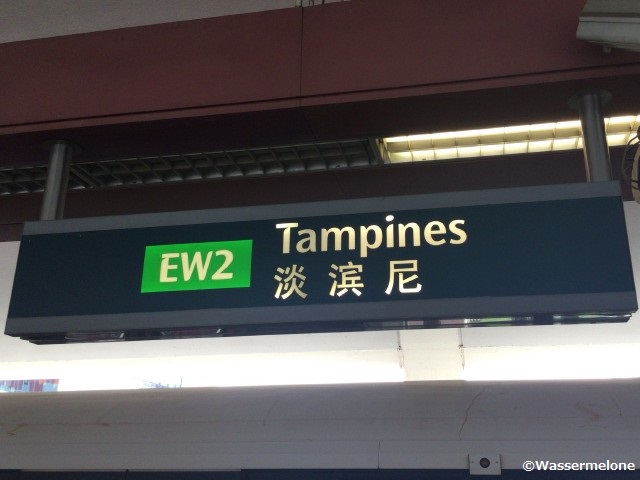 EW2
Tampines
淡滨尼
©Wassermelone